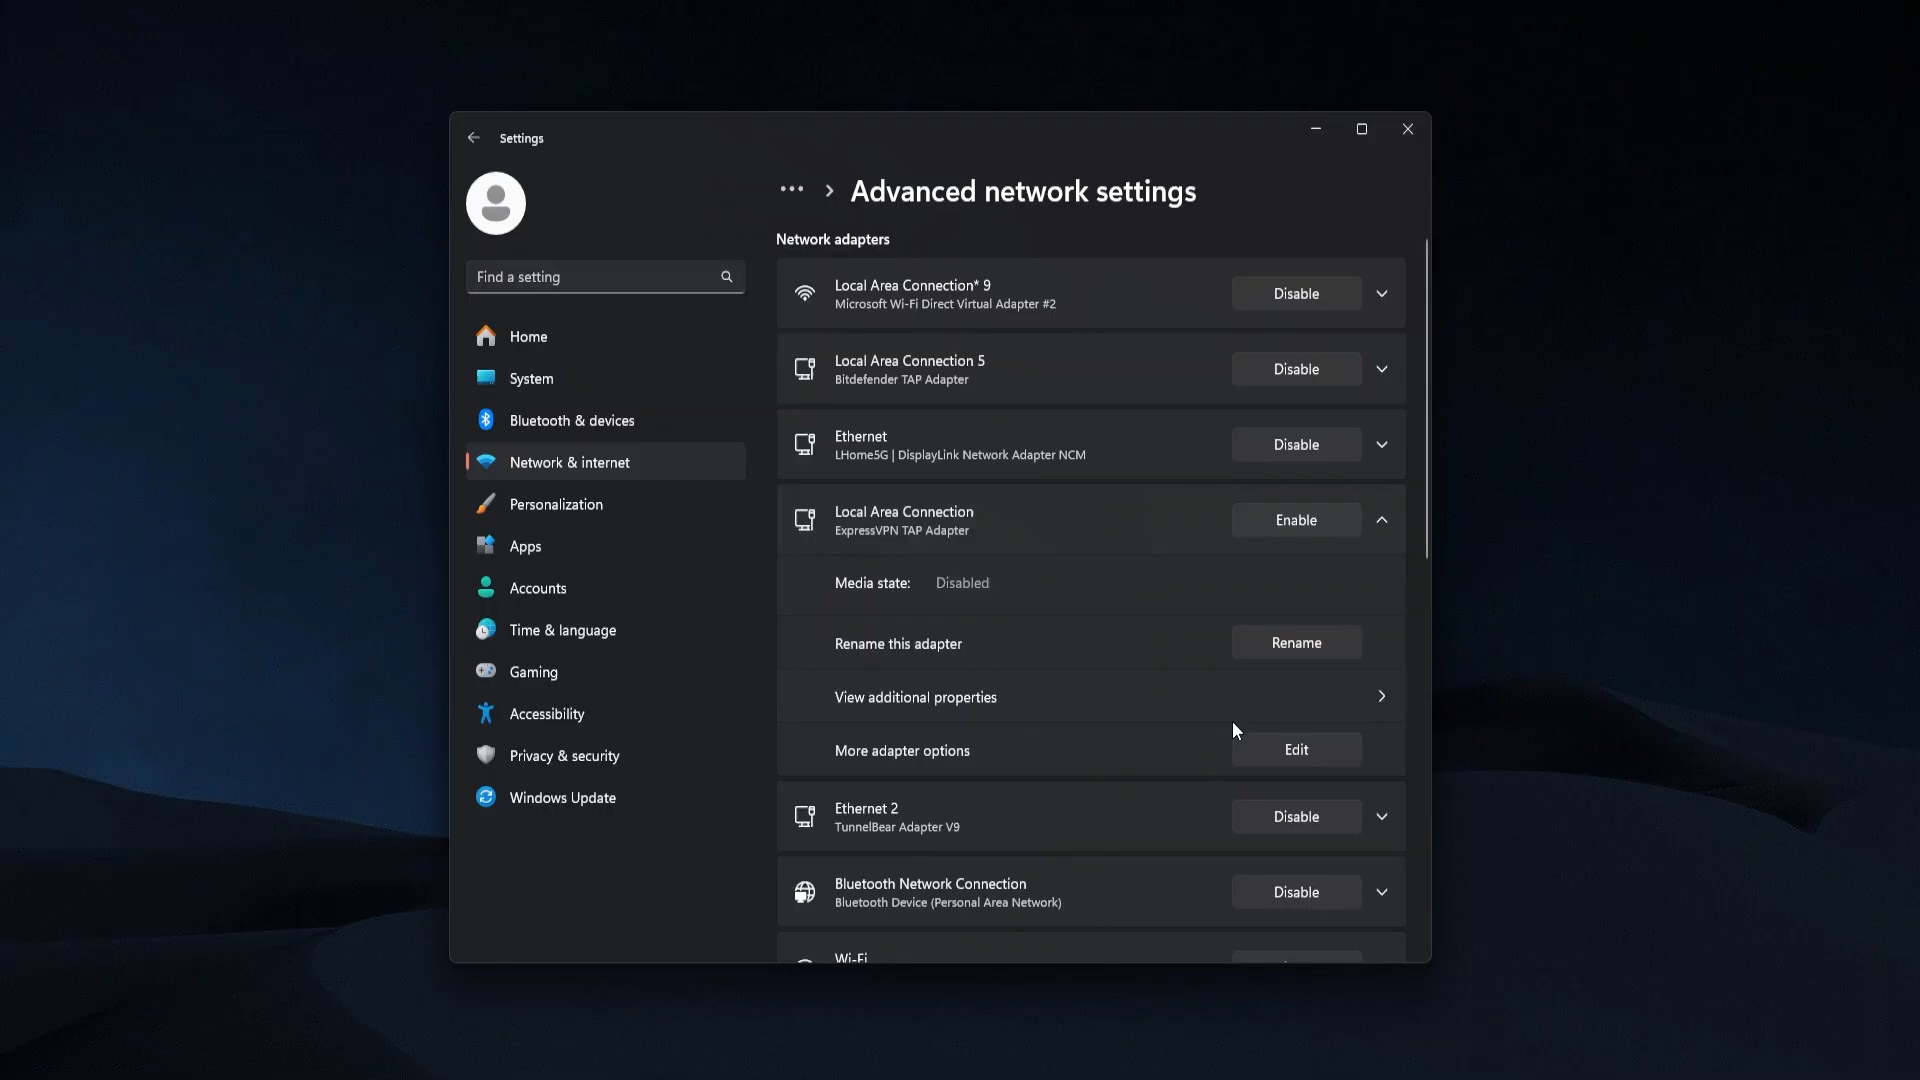 Settings
Advanced network settings
Find a setting
Home
System
Bluetooth & devices
Network & internet
Personalization
Apps
Accounts
Time & language
Gaming
Accessibility
Privacy & security
Windows Update
Network adapters
Local Area Connection* 9
Microsoft Wi-Fi Direct Virtual Adapter #2
Disable
Local Area Connection 5
Bitdefender TAP Adapter
Disable
Ethernet
LHome5G | DisplayLink Network Adapter NCM
Disable
Local Area Connection
ExpressVPN TAP Adapter
Enable
Media state: Disabled
Rename this adapter
Rename
View additional properties
More adapter options
Edit
Ethernet 2
TunnelBear Adapter V9
Disable
Bluetooth Network Connection
Bluetooth Device (Personal Area Network)
Disable
Wi-Fi